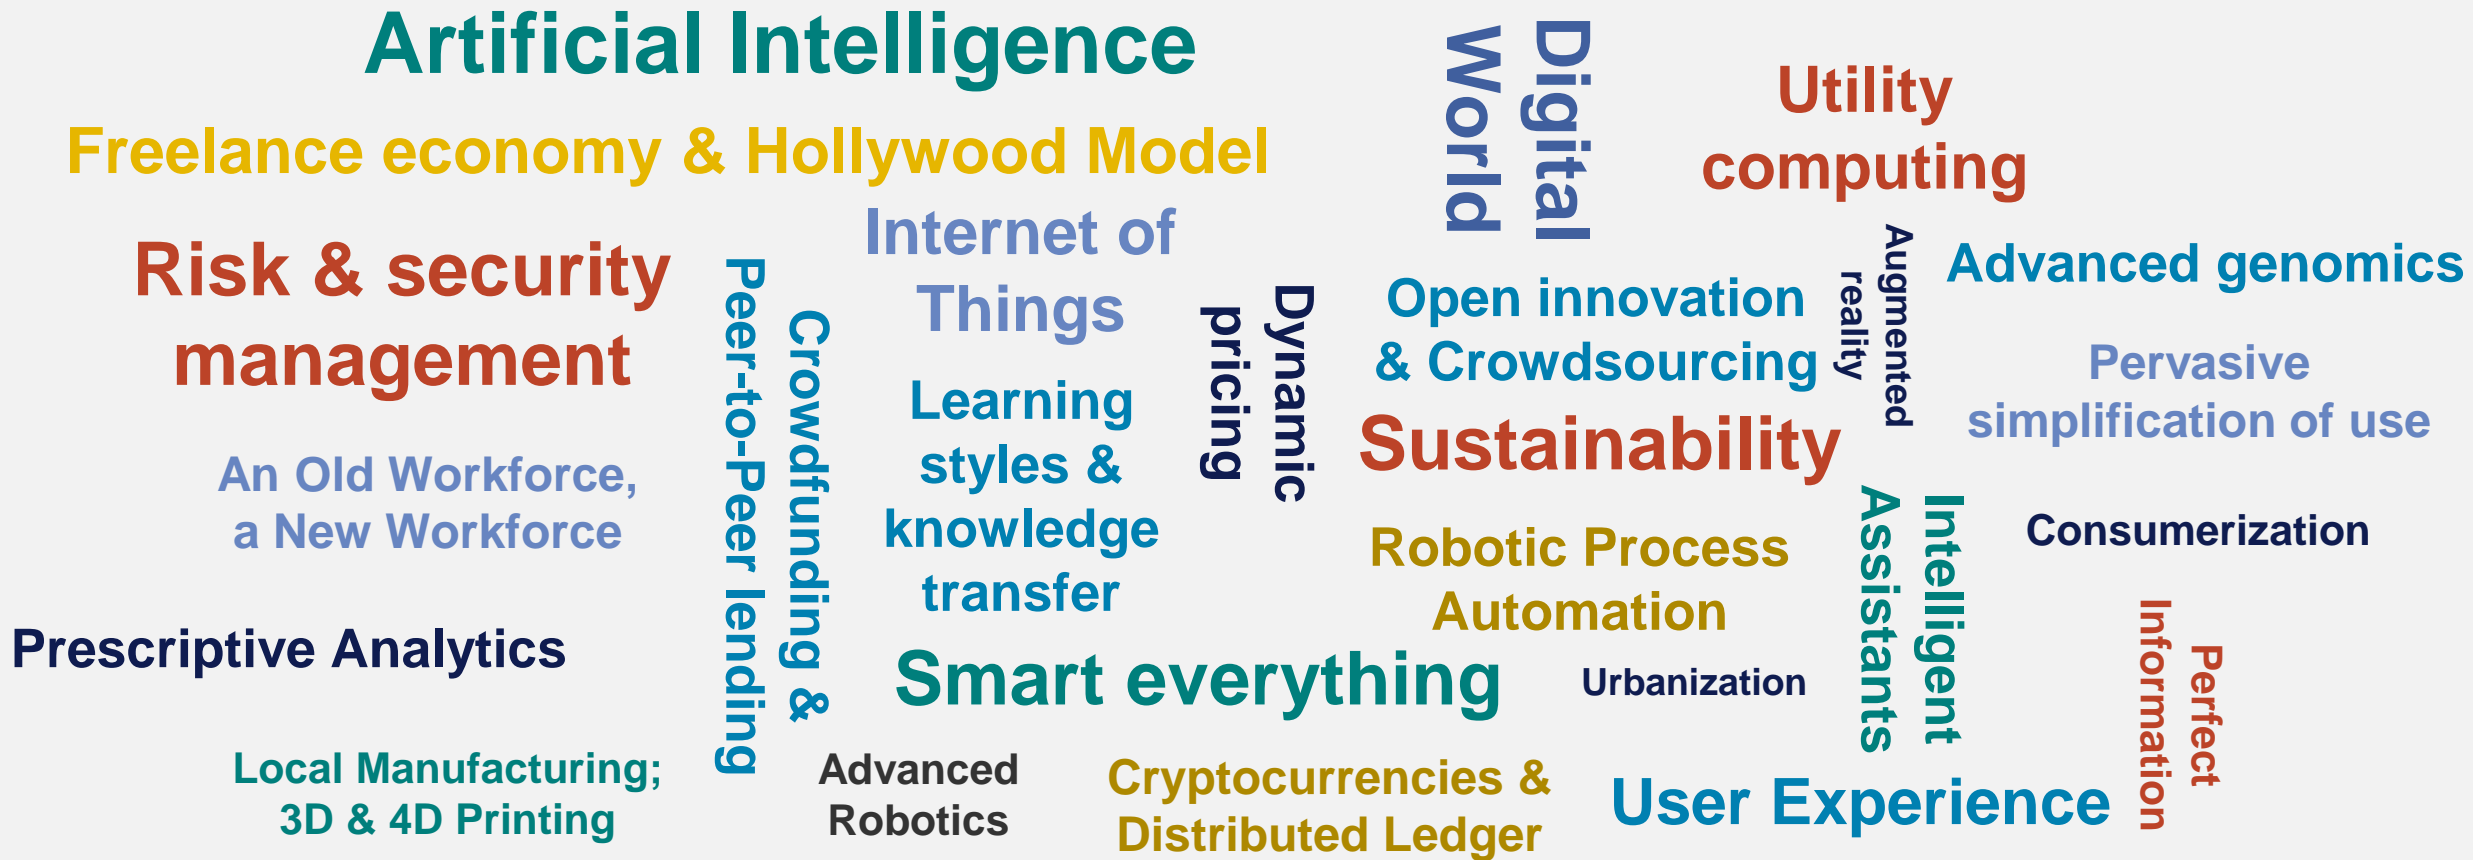 Artificial Intelligence
Freelance economy & Hollywood Model
Digital
World
Utility
computing
Risk & security
management
Internet of
Things
Crowdfunding &
Peer-to-Peer lending
Dynamic
pricing
Open innovation
& Crowdsourcing
Augmented
reality
Advanced genomics
Pervasive
simplification of use
Learning
styles &
knowledge
transfer
Sustainability
An Old Workforce,
a New Workforce
Robotic Process
Automation
Intelligent
Assistants
Consumerization
Prescriptive Analytics
Smart everything
Urbanization
Perfect
Information
Local Manufacturing;
3D & 4D Printing
Advanced
Robotics
Cryptocurrencies &
Distributed Ledger
User Experience